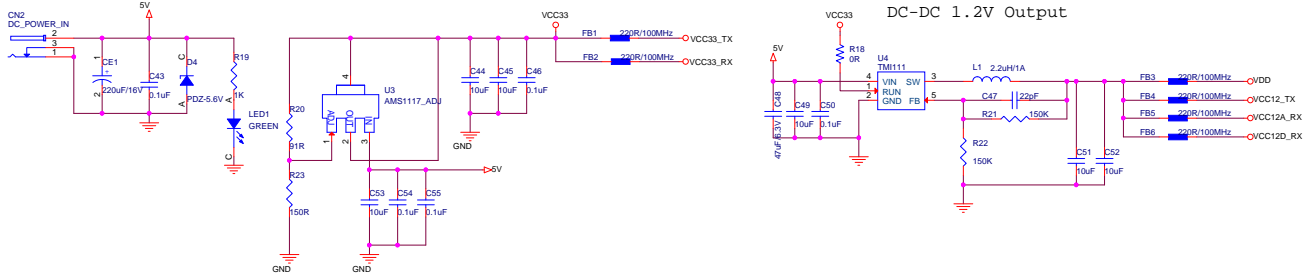 DC-DC 1.2V Output
CN2
DC_POWER_IN
2
3
1
5V
1
CE1
+
2
220uF/16V
C43
0.1uF
C
D4
A
PDZ-5.6V
R19
1K
A
LED1
GREEN
C
R20
91R
R23
150R
GND
4
U3
AMS1117_ADJ
ADJ
OUT
IN
1
2
3
C44
10uF
C45
10uF
C46
0.1uF
GND
5V
C53
10uF
C54
0.1uF
C55
0.1uF
GND
VCC33
FB1
220R/100MHz
VCC33_TX
FB2
220R/100MHz
VCC33_RX
5V
C48
47uF/6.3V
C49
10uF
C50
0.1uF
VCC33
R18
0R
U4
TMI111
4
VIN
SW
3
1
RUN
2
GND
FB
5
L1
2.2uH/1A
C47
22pF
R21
150K
R22
150K
C51
10uF
C52
10uF
FB3
220R/100MHz
VDD
FB4
220R/100MHz
VCC12_TX
FB5
220R/100MHz
VCC12A_RX
FB6
220R/100MHz
VCC12D_RX